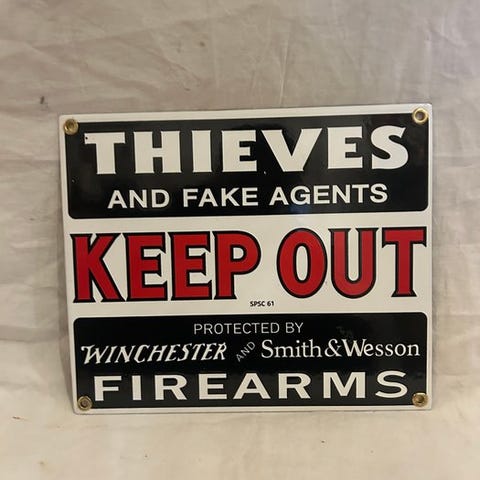 THIEVES
AND FAKE AGENTS
KEEP OUT
SPSC 61
PROTECTED BY
WINCHESTER AND Smith & Wesson
FIREARMS